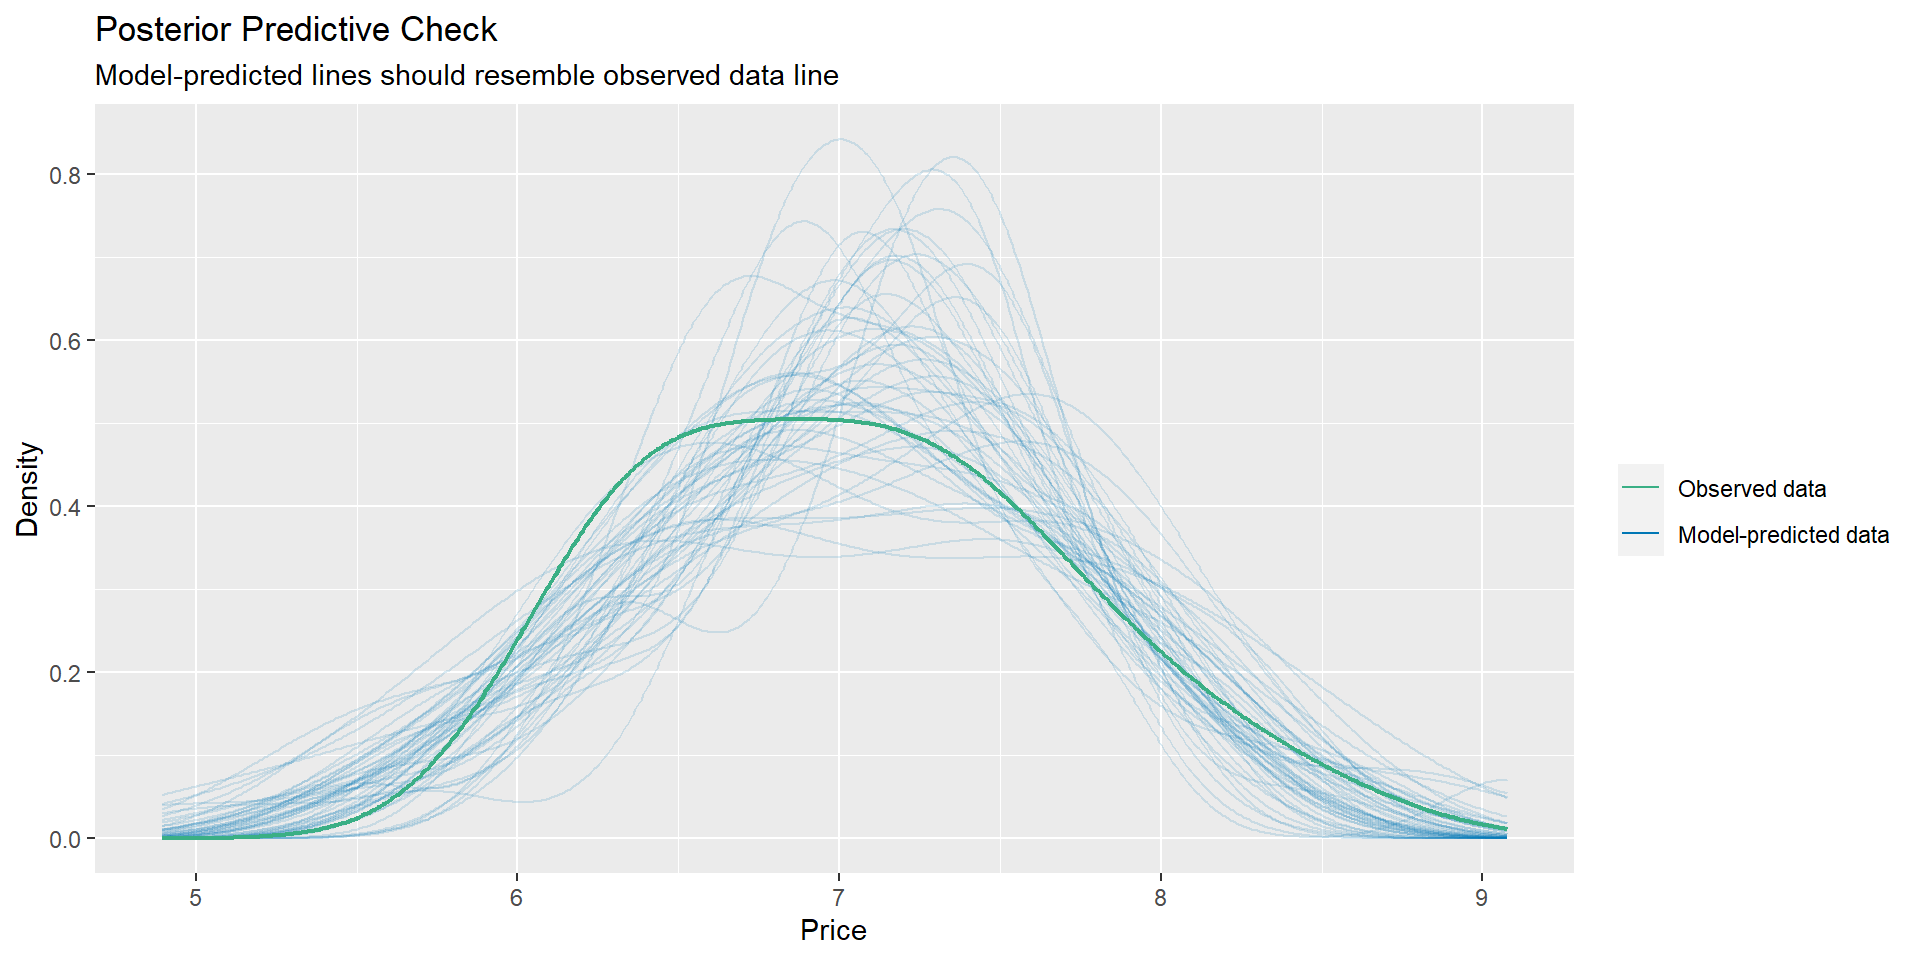 Posterior Predictive Check
Model-predicted lines should resemble observed data line
0.8
0.6
0.4
0.2
0.0
Density
5
6
7
8
9
Price
Observed data
Model-predicted data